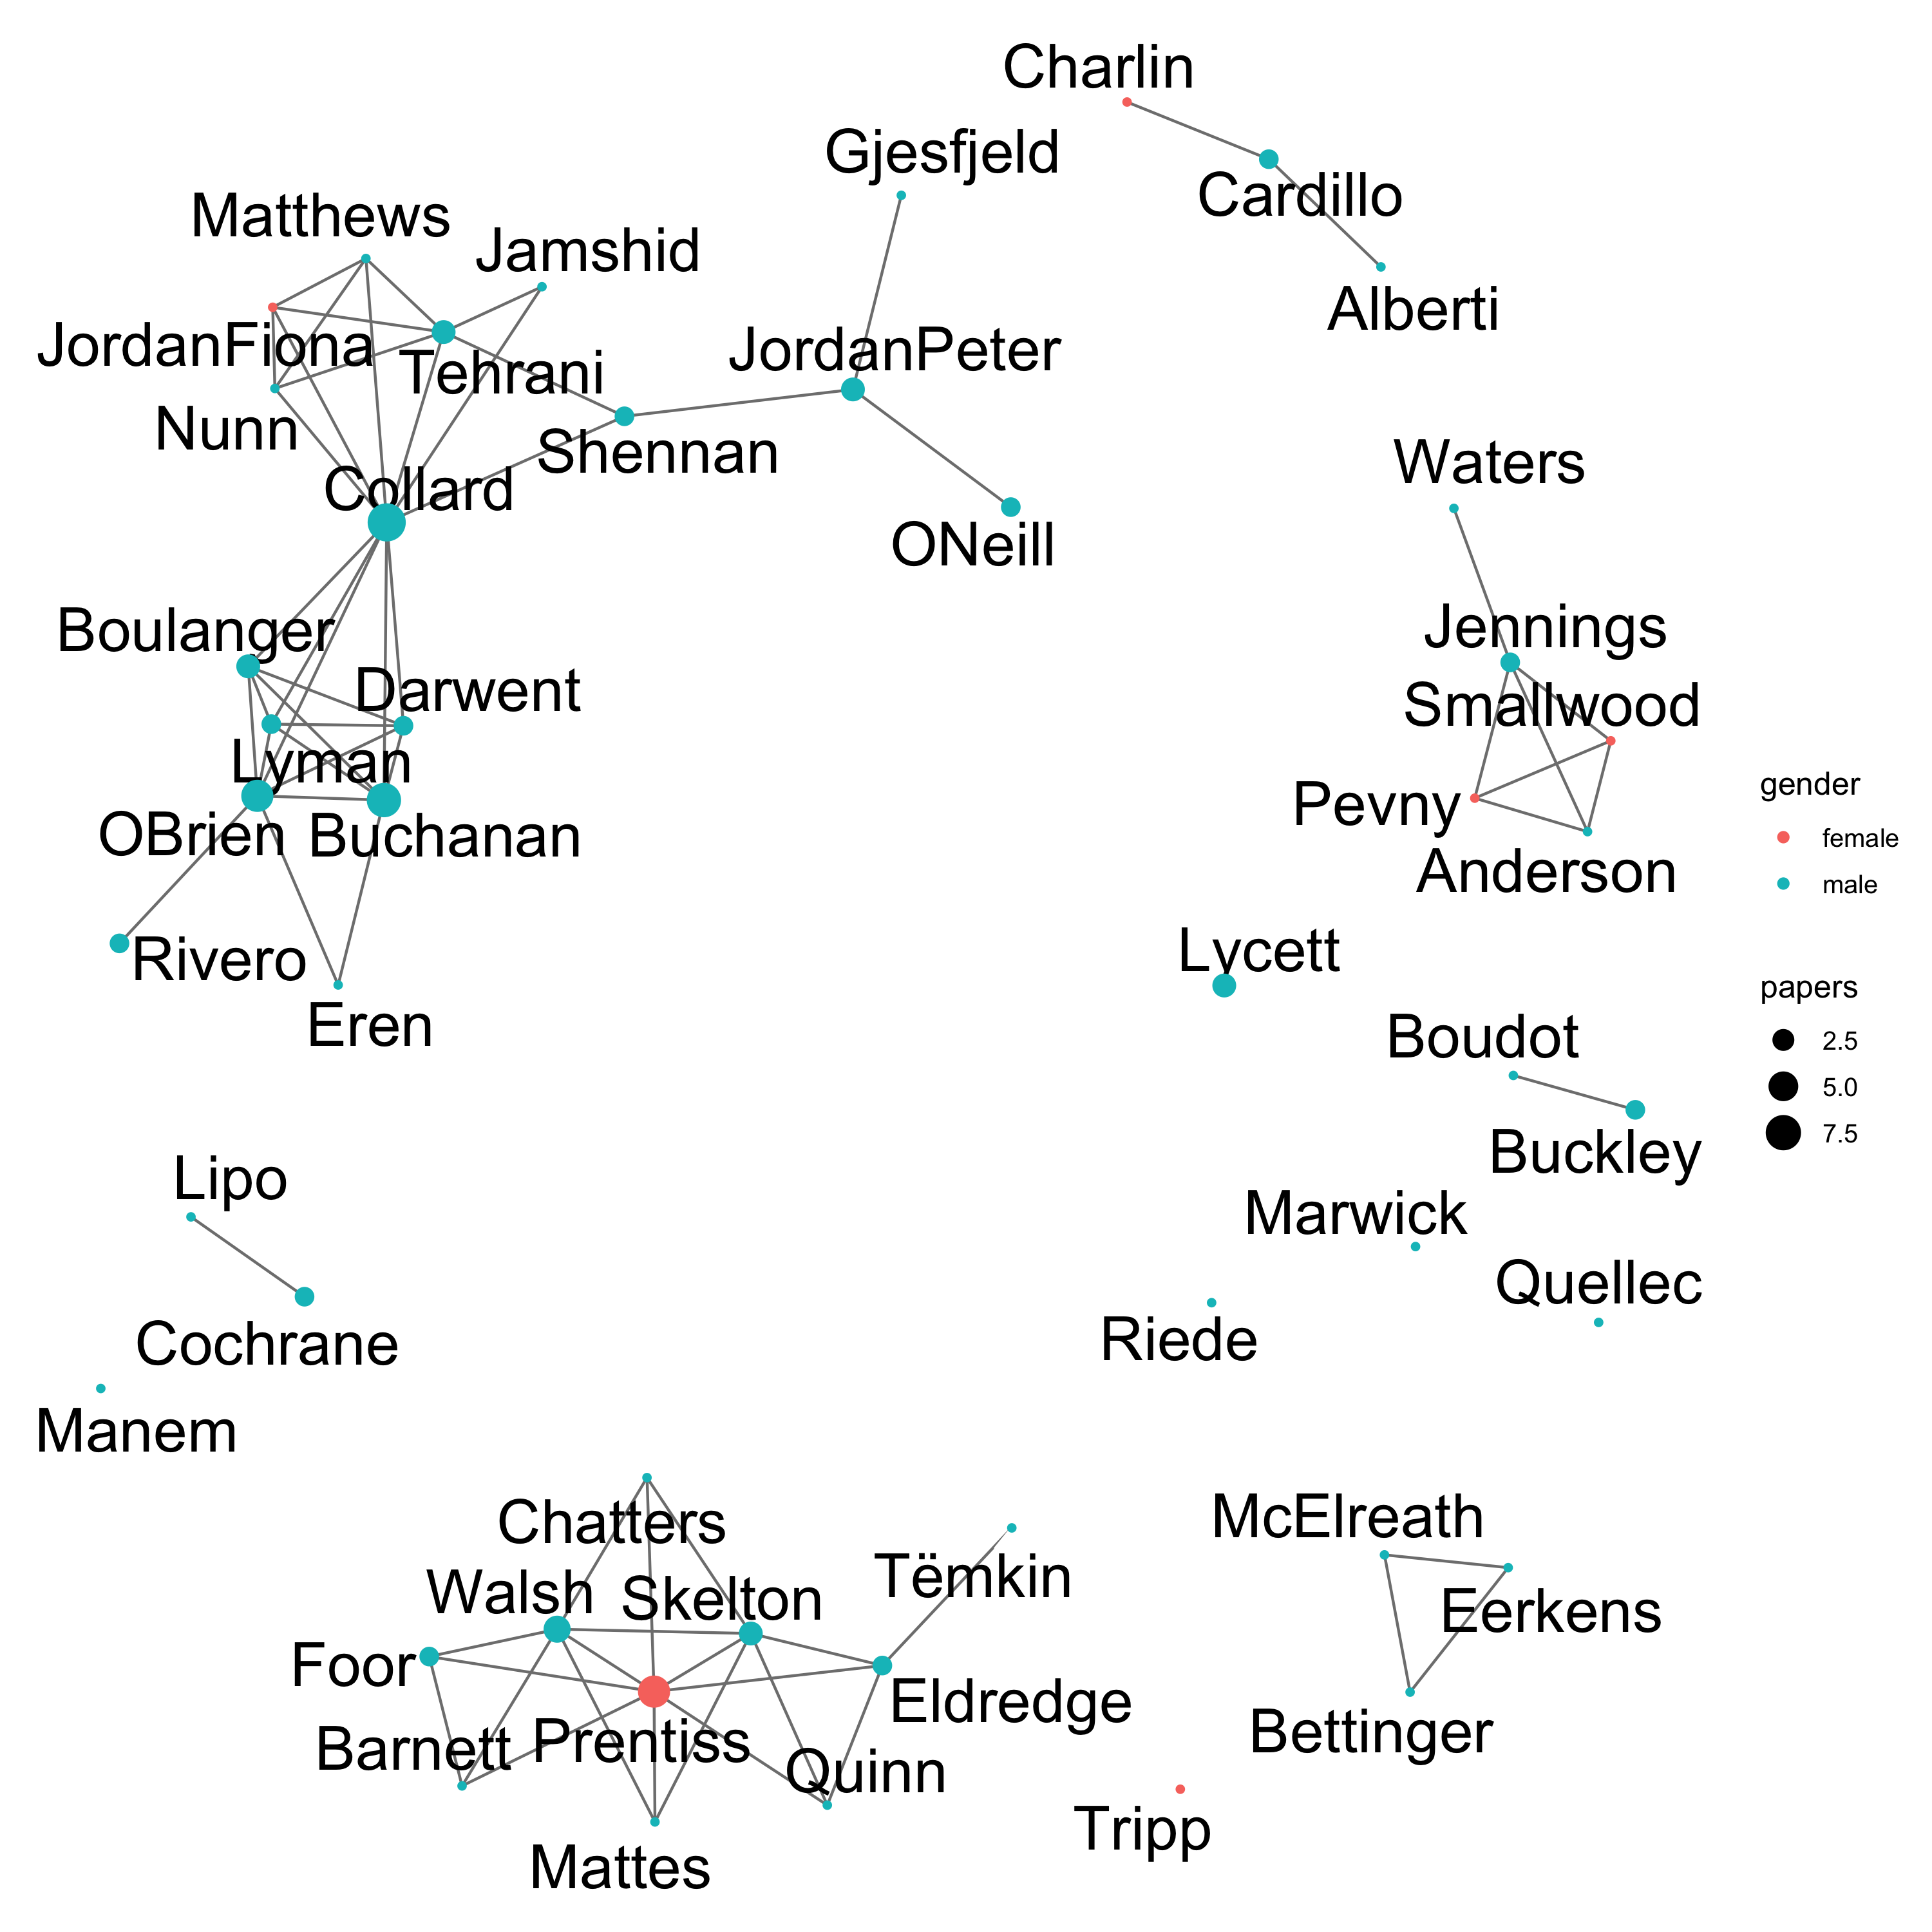 Charlin
Gjesfjeld
Cardillo
Matthews
Jamshid
Alberti
JordanFiona
Tehrani
JordanPeter
Nunn
Shennan
Waters
Collard
ONeill
Boulanger
Jennings
Darwent
Smallwood
Lyman
Pevny
OBrien
Buchanan
Anderson
gender
female
male
Rivero
Lycett
Eren
Boudot
papers
2.5
5.0
7.5
Buckley
Lipo
Marwick
Quellec
Cochrane
Riede
Manem
Chatters
McElreath
Tëmkin
Walsh
Skelton
Eerkens
Foor
Eldredge
Barnett
Prentiss
Quinn
Bettinger
Tripp
Mattes